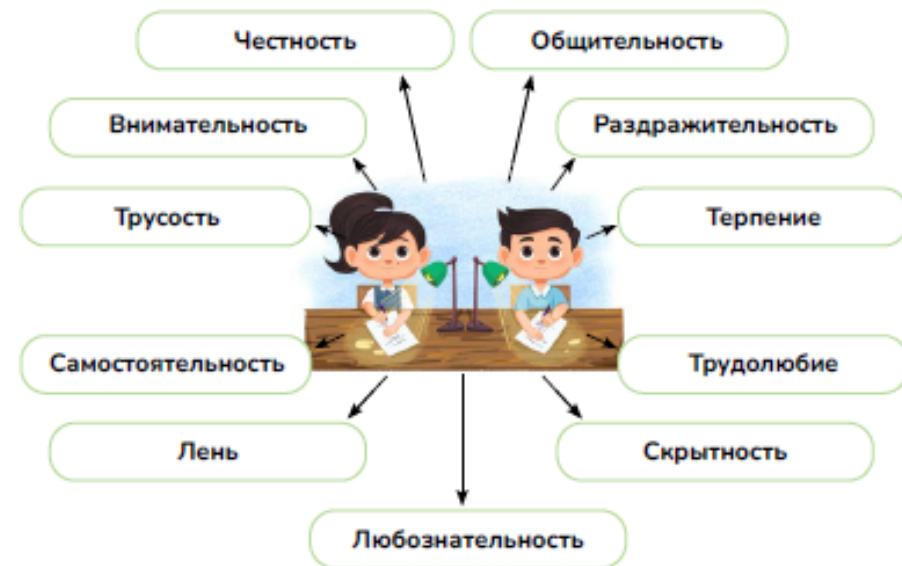 Честность
Общительность
Внимательность
Раздражительность
Трусость
Терпение
Самостоятельность
Трудолюбие
Лень
Скрытность
Любознательность